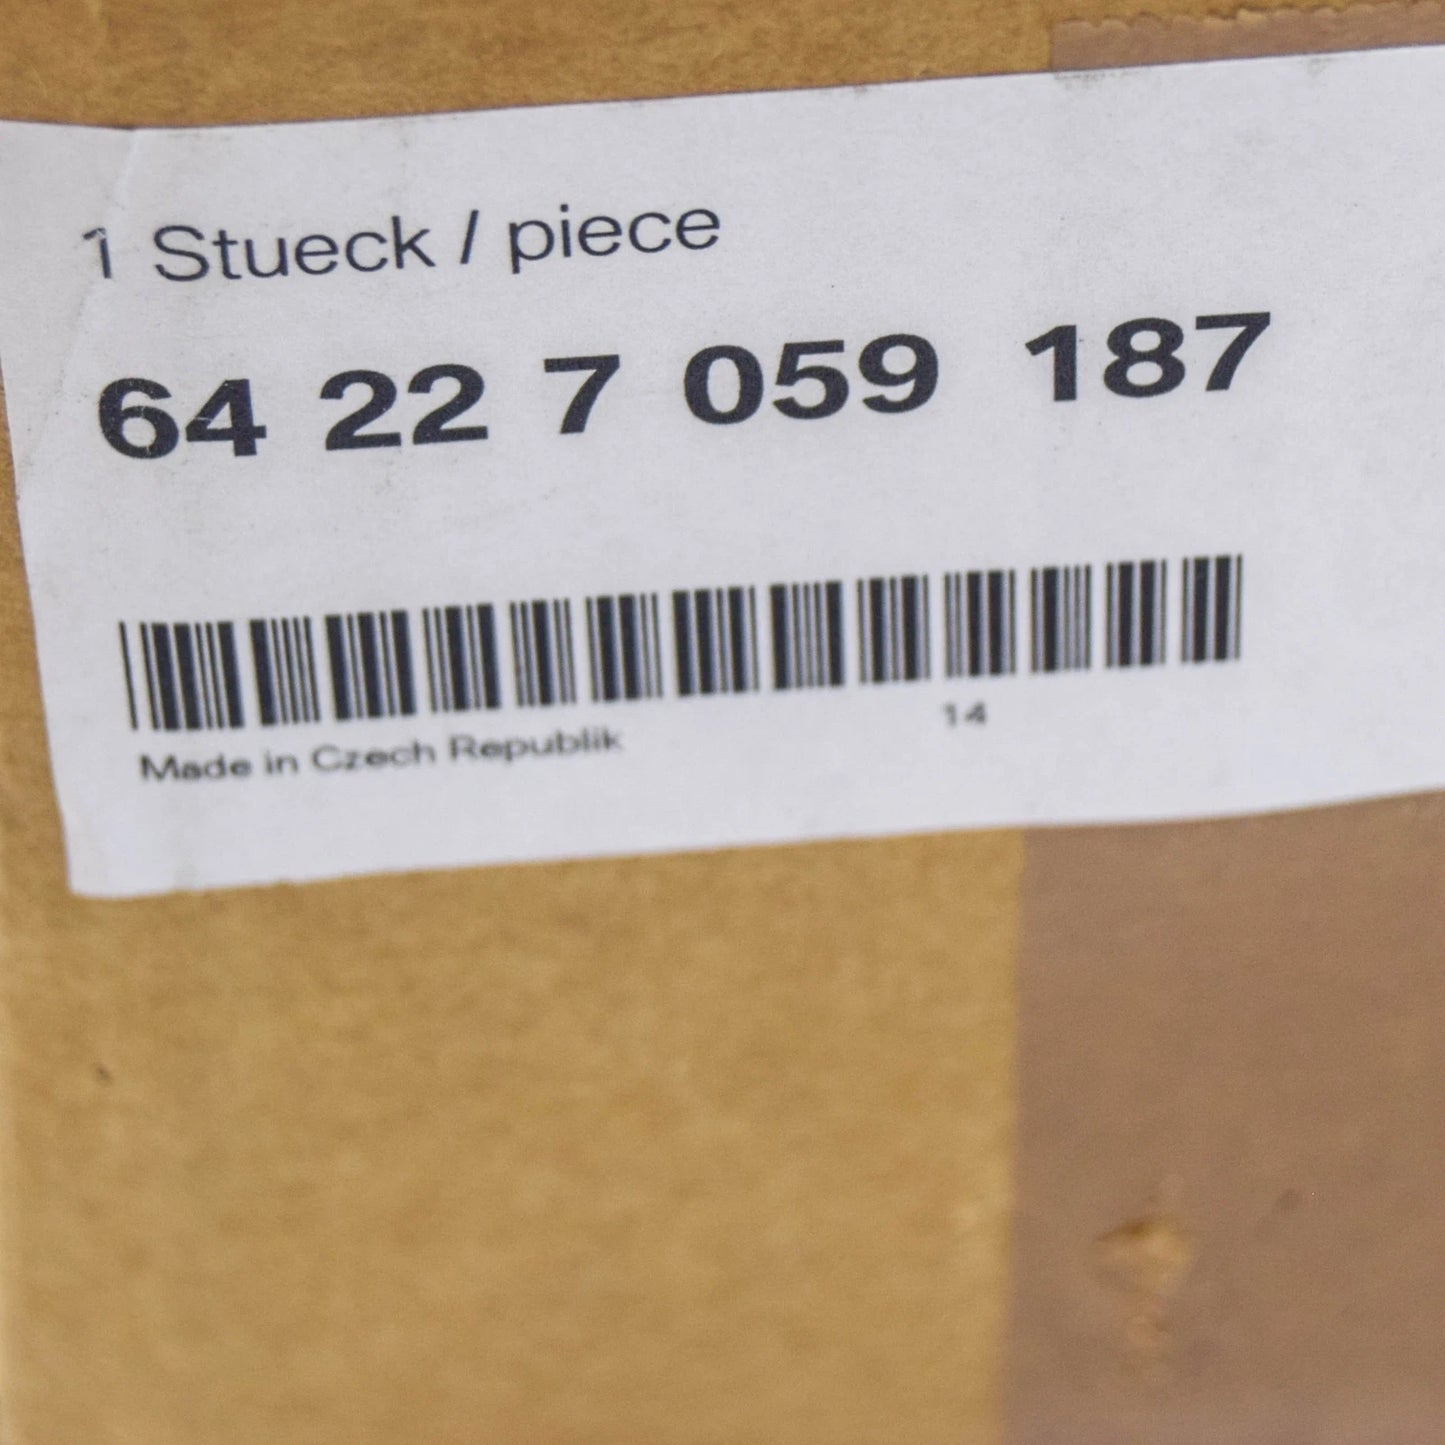 1 Stueck / piece
64 22 7 059 187
Made in Czech Republik 14